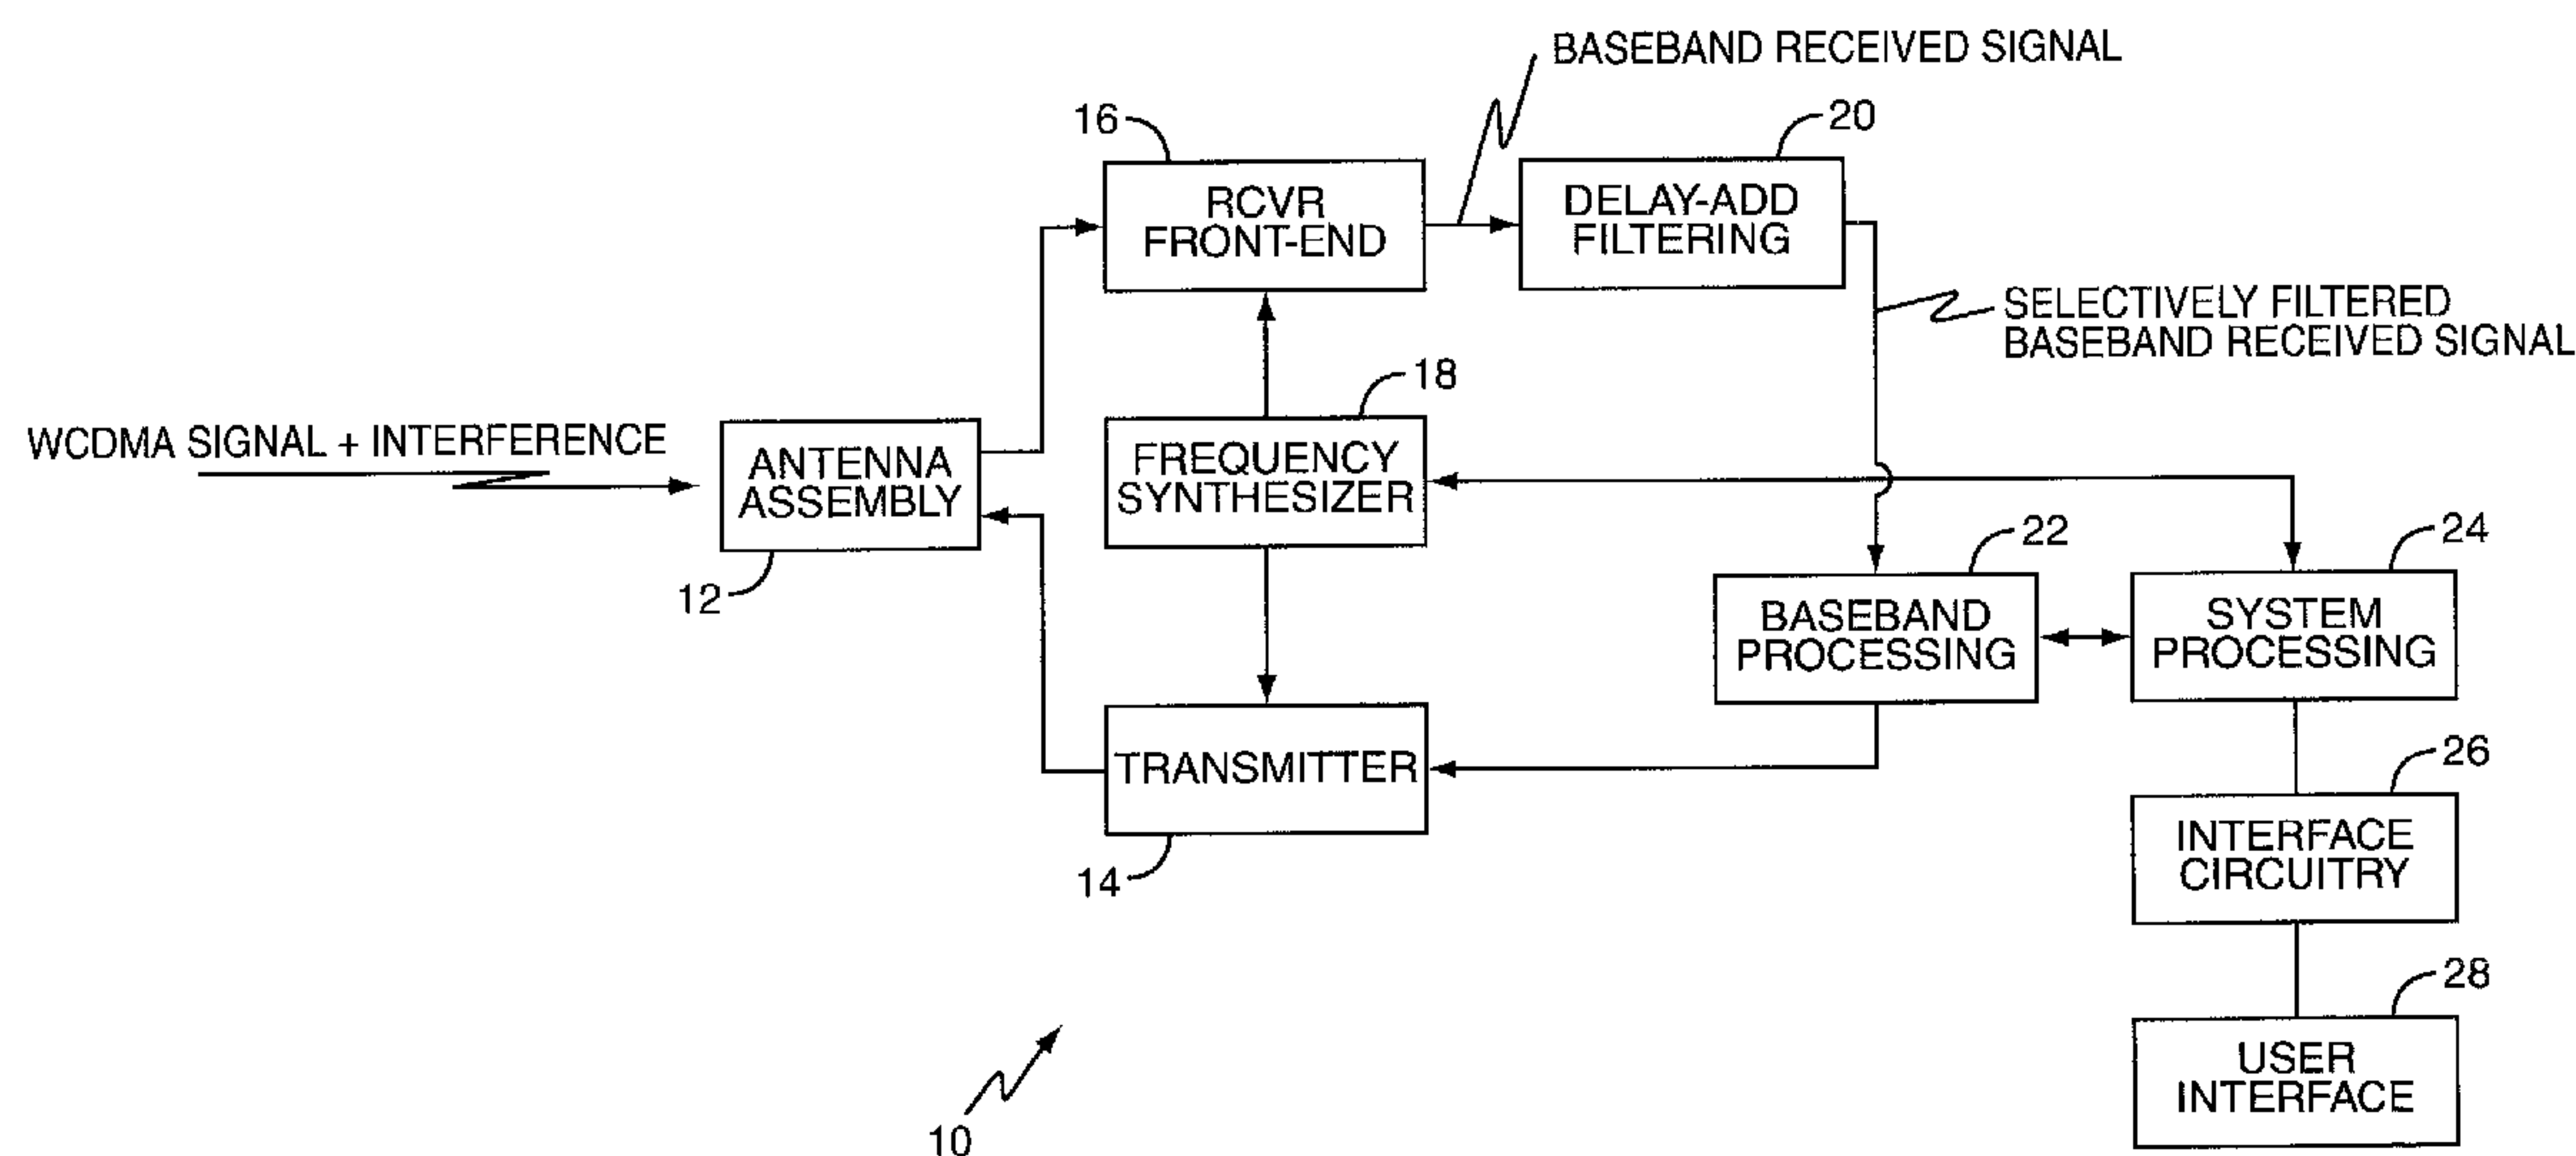 BASEBAND RECEIVED SIGNAL
16
20
RCVR
FRONT-END
DELAY-ADD
FILTERING
SELECTIVELY FILTERED
BASEBAND RECEIVED SIGNAL
18
WCDMA SIGNAL + INTERFERENCE
ANTENNA
ASSEMBLY
FREQUENCY
SYNTHESIZER
12
22
24
BASEBAND
PROCESSING
SYSTEM
PROCESSING
TRANSMITTER
14
26
INTERFACE
CIRCUITRY
28
USER
INTERFACE
10